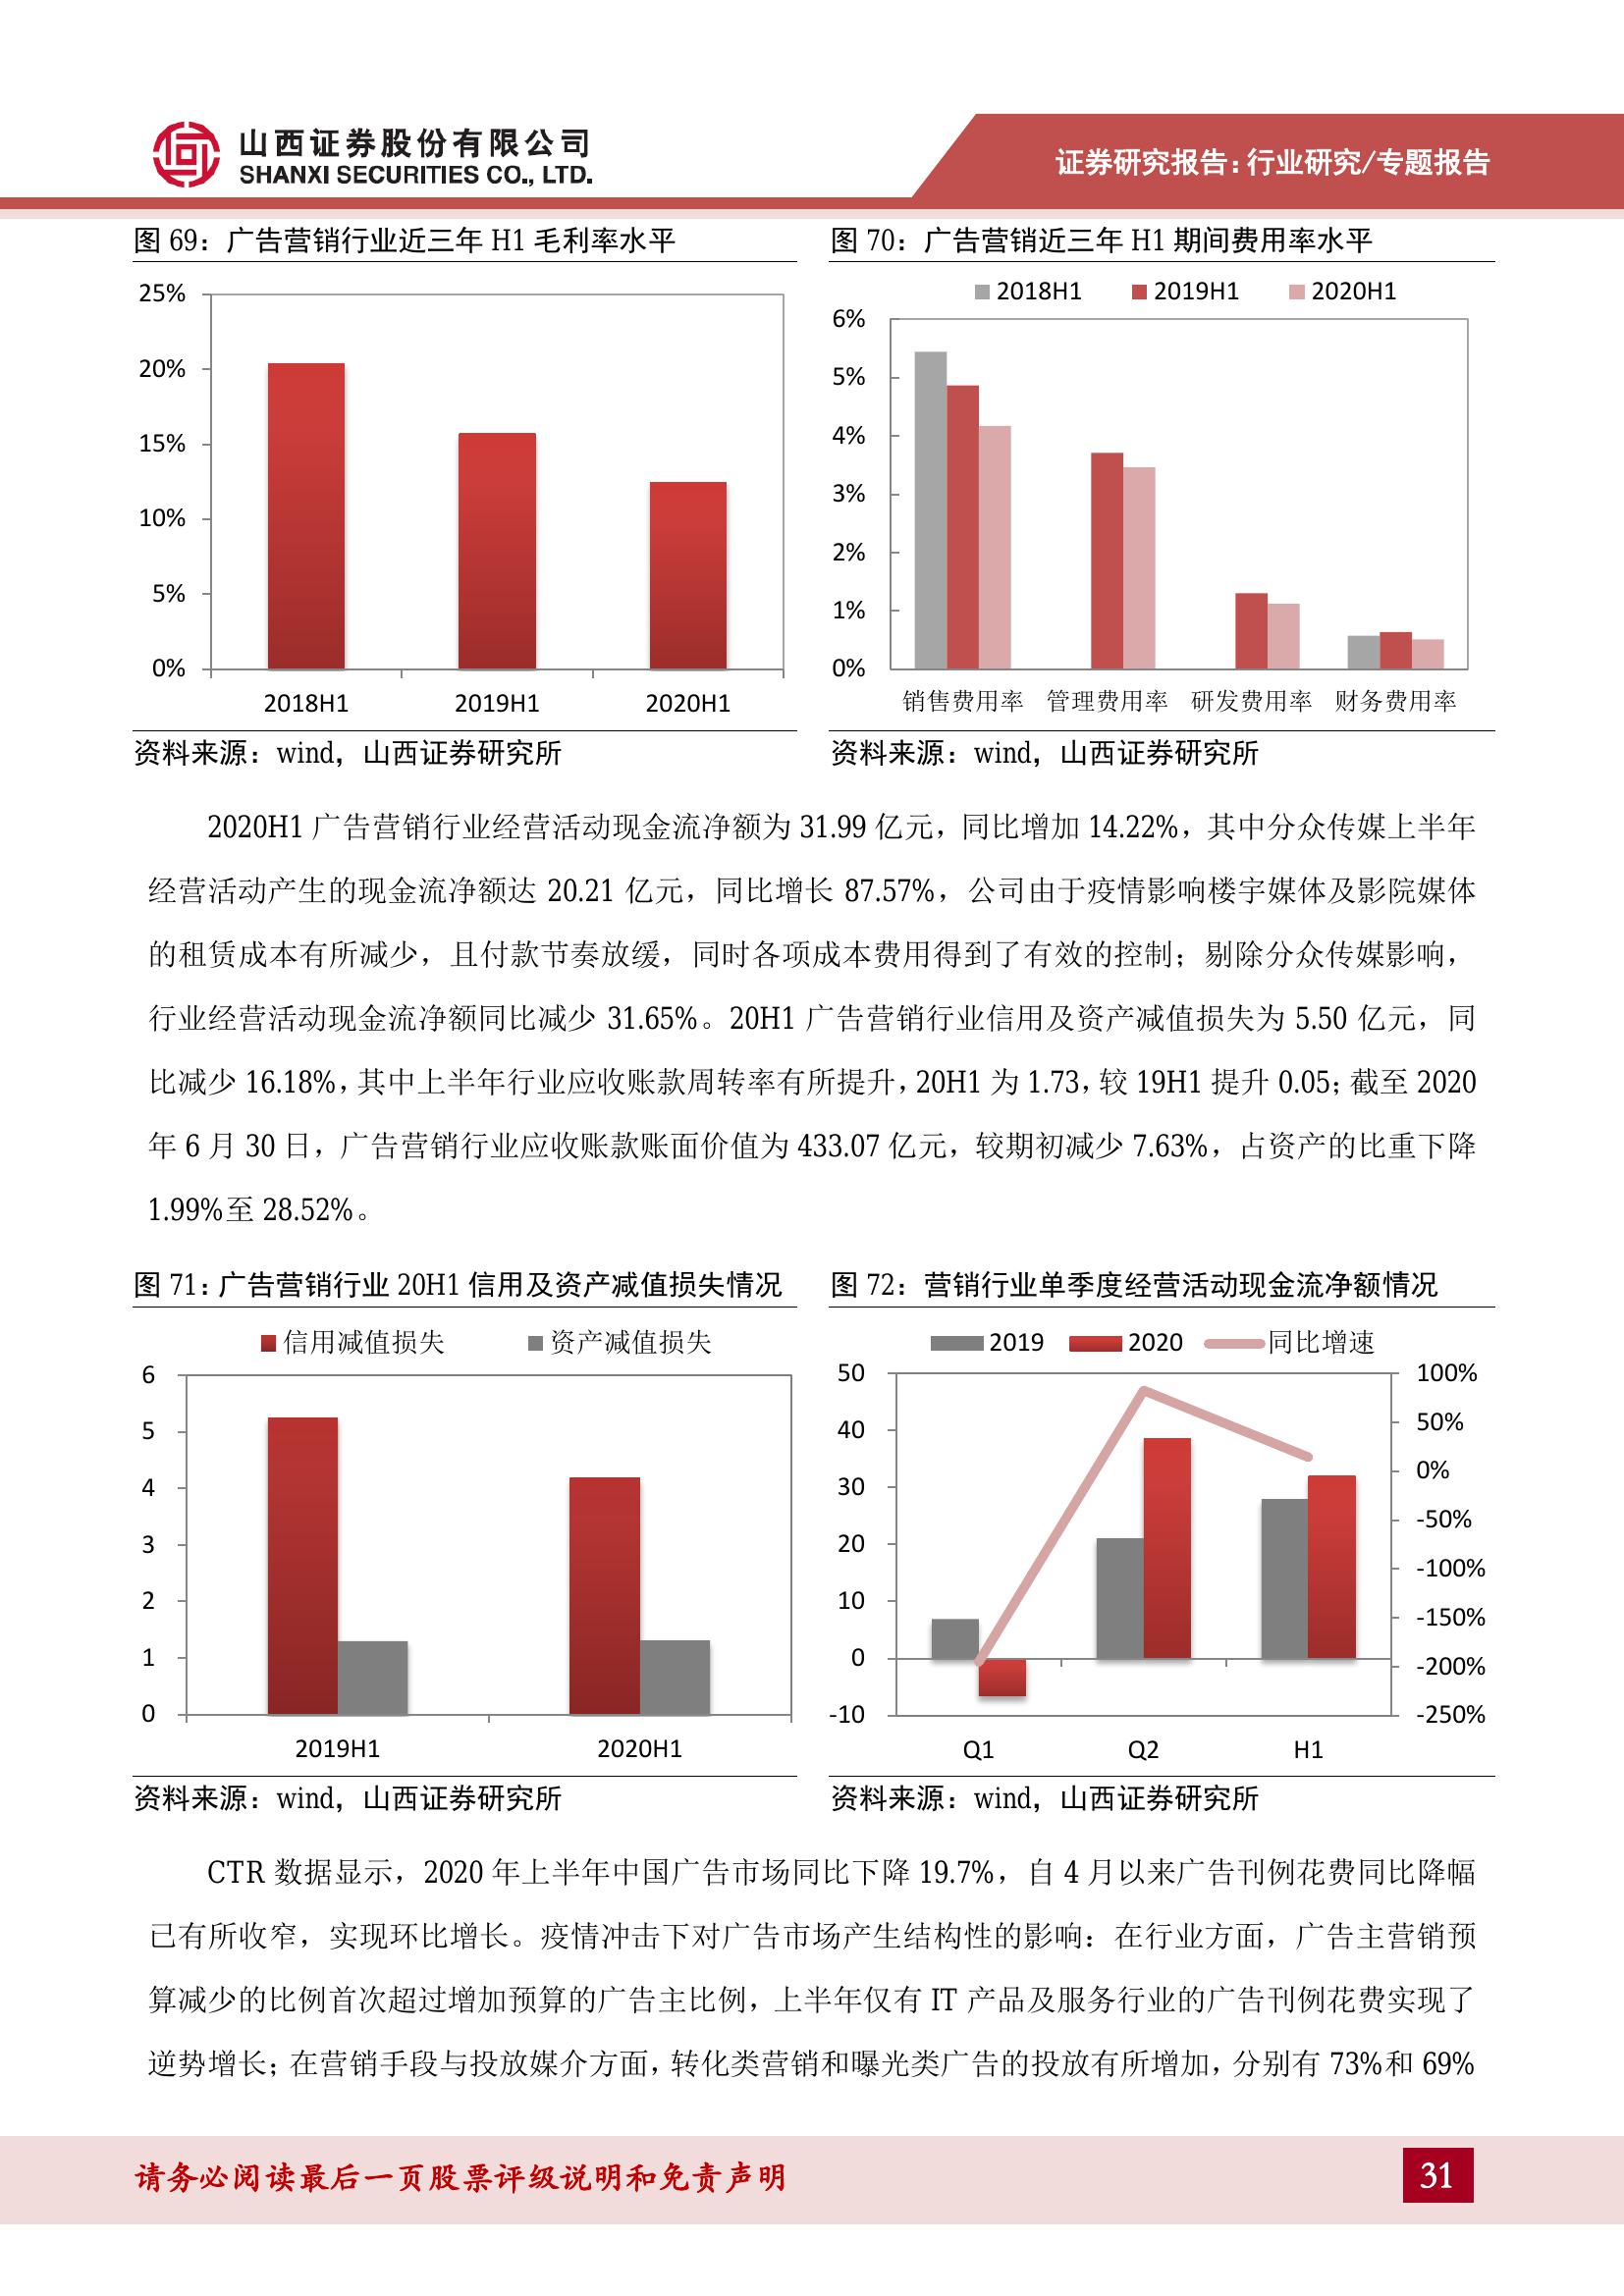 山西证券股份有限公司
SHANXI SECURITIES CO., LTD.
证券研究报告：行业研究/专题报告
图 69：广告营销行业近三年 H1 毛利率水平
25%
20%
15%
10%
5%
0%
2018H1 2019H1 2020H1
资料来源：wind，山西证券研究所
图 70：广告营销近三年 H1 期间费用率水平
2018H1 2019H1 2020H1
6%
5%
4%
3%
2%
1%
0%
销售费用率 管理费用率 研发费用率 财务费用率
资料来源：wind，山西证券研究所
2020H1 广告营销行业经营活动现金流净额为 31.99 亿元，同比增加 14.22%，其中分众传媒上半年
经营活动产生的现金流净额达 20.21 亿元，同比增长 87.57%，公司由于疫情影响楼宇媒体及影院媒体
的租赁成本有所减少，且付款节奏放缓，同时各项成本费用得到了有效的控制；剔除分众传媒影响，
行业经营活动现金流净额同比减少 31.65%。20H1 广告营销行业信用及资产减值损失为 5.50 亿元，同
比减少 16.18%，其中上半年行业应收账款周转率有所提升，20H1 为 1.73，较 19H1 提升 0.05；截至 2020
年 6 月 30 日，广告营销行业应收账款账面价值为 433.07 亿元，较期初减少 7.63%，占资产的比重下降
1.99%至 28.52%。
图 71：广告营销行业 20H1 信用及资产减值损失情况
信用减值损失 资产减值损失
6
5
4
3
2
1
0
2019H1 2020H1
资料来源：wind，山西证券研究所
图 72：营销行业单季度经营活动现金流净额情况
2019 2020 同比增速
50 100%
40 50%
30 0%
20 -50%
10 -100%
0 -150%
-10 -200%
-250%
Q1 Q2 H1
资料来源：wind，山西证券研究所
CTR 数据显示，2020 年上半年中国广告市场同比下降 19.7%，自 4 月以来广告刊例花费同比降幅
已有所收窄，实现环比增长。疫情冲击下对广告市场产生结构性的影响：在行业方面，广告主营销预
算减少的比例首次超过增加预算的广告主比例，上半年仅有 IT 产品及服务行业的广告刊例花费实现了
逆势增长；在营销手段与投放媒介方面，转化类营销和曝光类广告的投放有所增加，分别有 73%和 69%
请务必阅读最后一页股票评级说明和免责声明
31